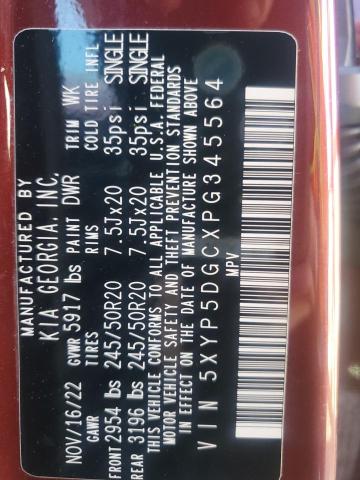 MANUFACTURED BY
KIA GEORGIA, INC.
NOV/16/22 GVWR 5917 lbs PAINT DWR TRIM WK
GAWR TIRES RIMS COLD TIRE INFL
FRONT 2954 lbs 245/50R20 7.5Jx20 35psi SINGLE
REAR 3196 lbs 245/50R20 7.5Jx20 35psi SINGLE
THIS VEHICLE CONFORMS TO ALL APPLICABLE U.S.A. FEDERAL
MOTOR VEHICLE SAFETY AND THEFT PREVENTION STANDARDS
IN EFFECT ON THE DATE OF MANUFACTURE SHOWN ABOVE
VIN 5XYP5DGCXPG345564
MPV